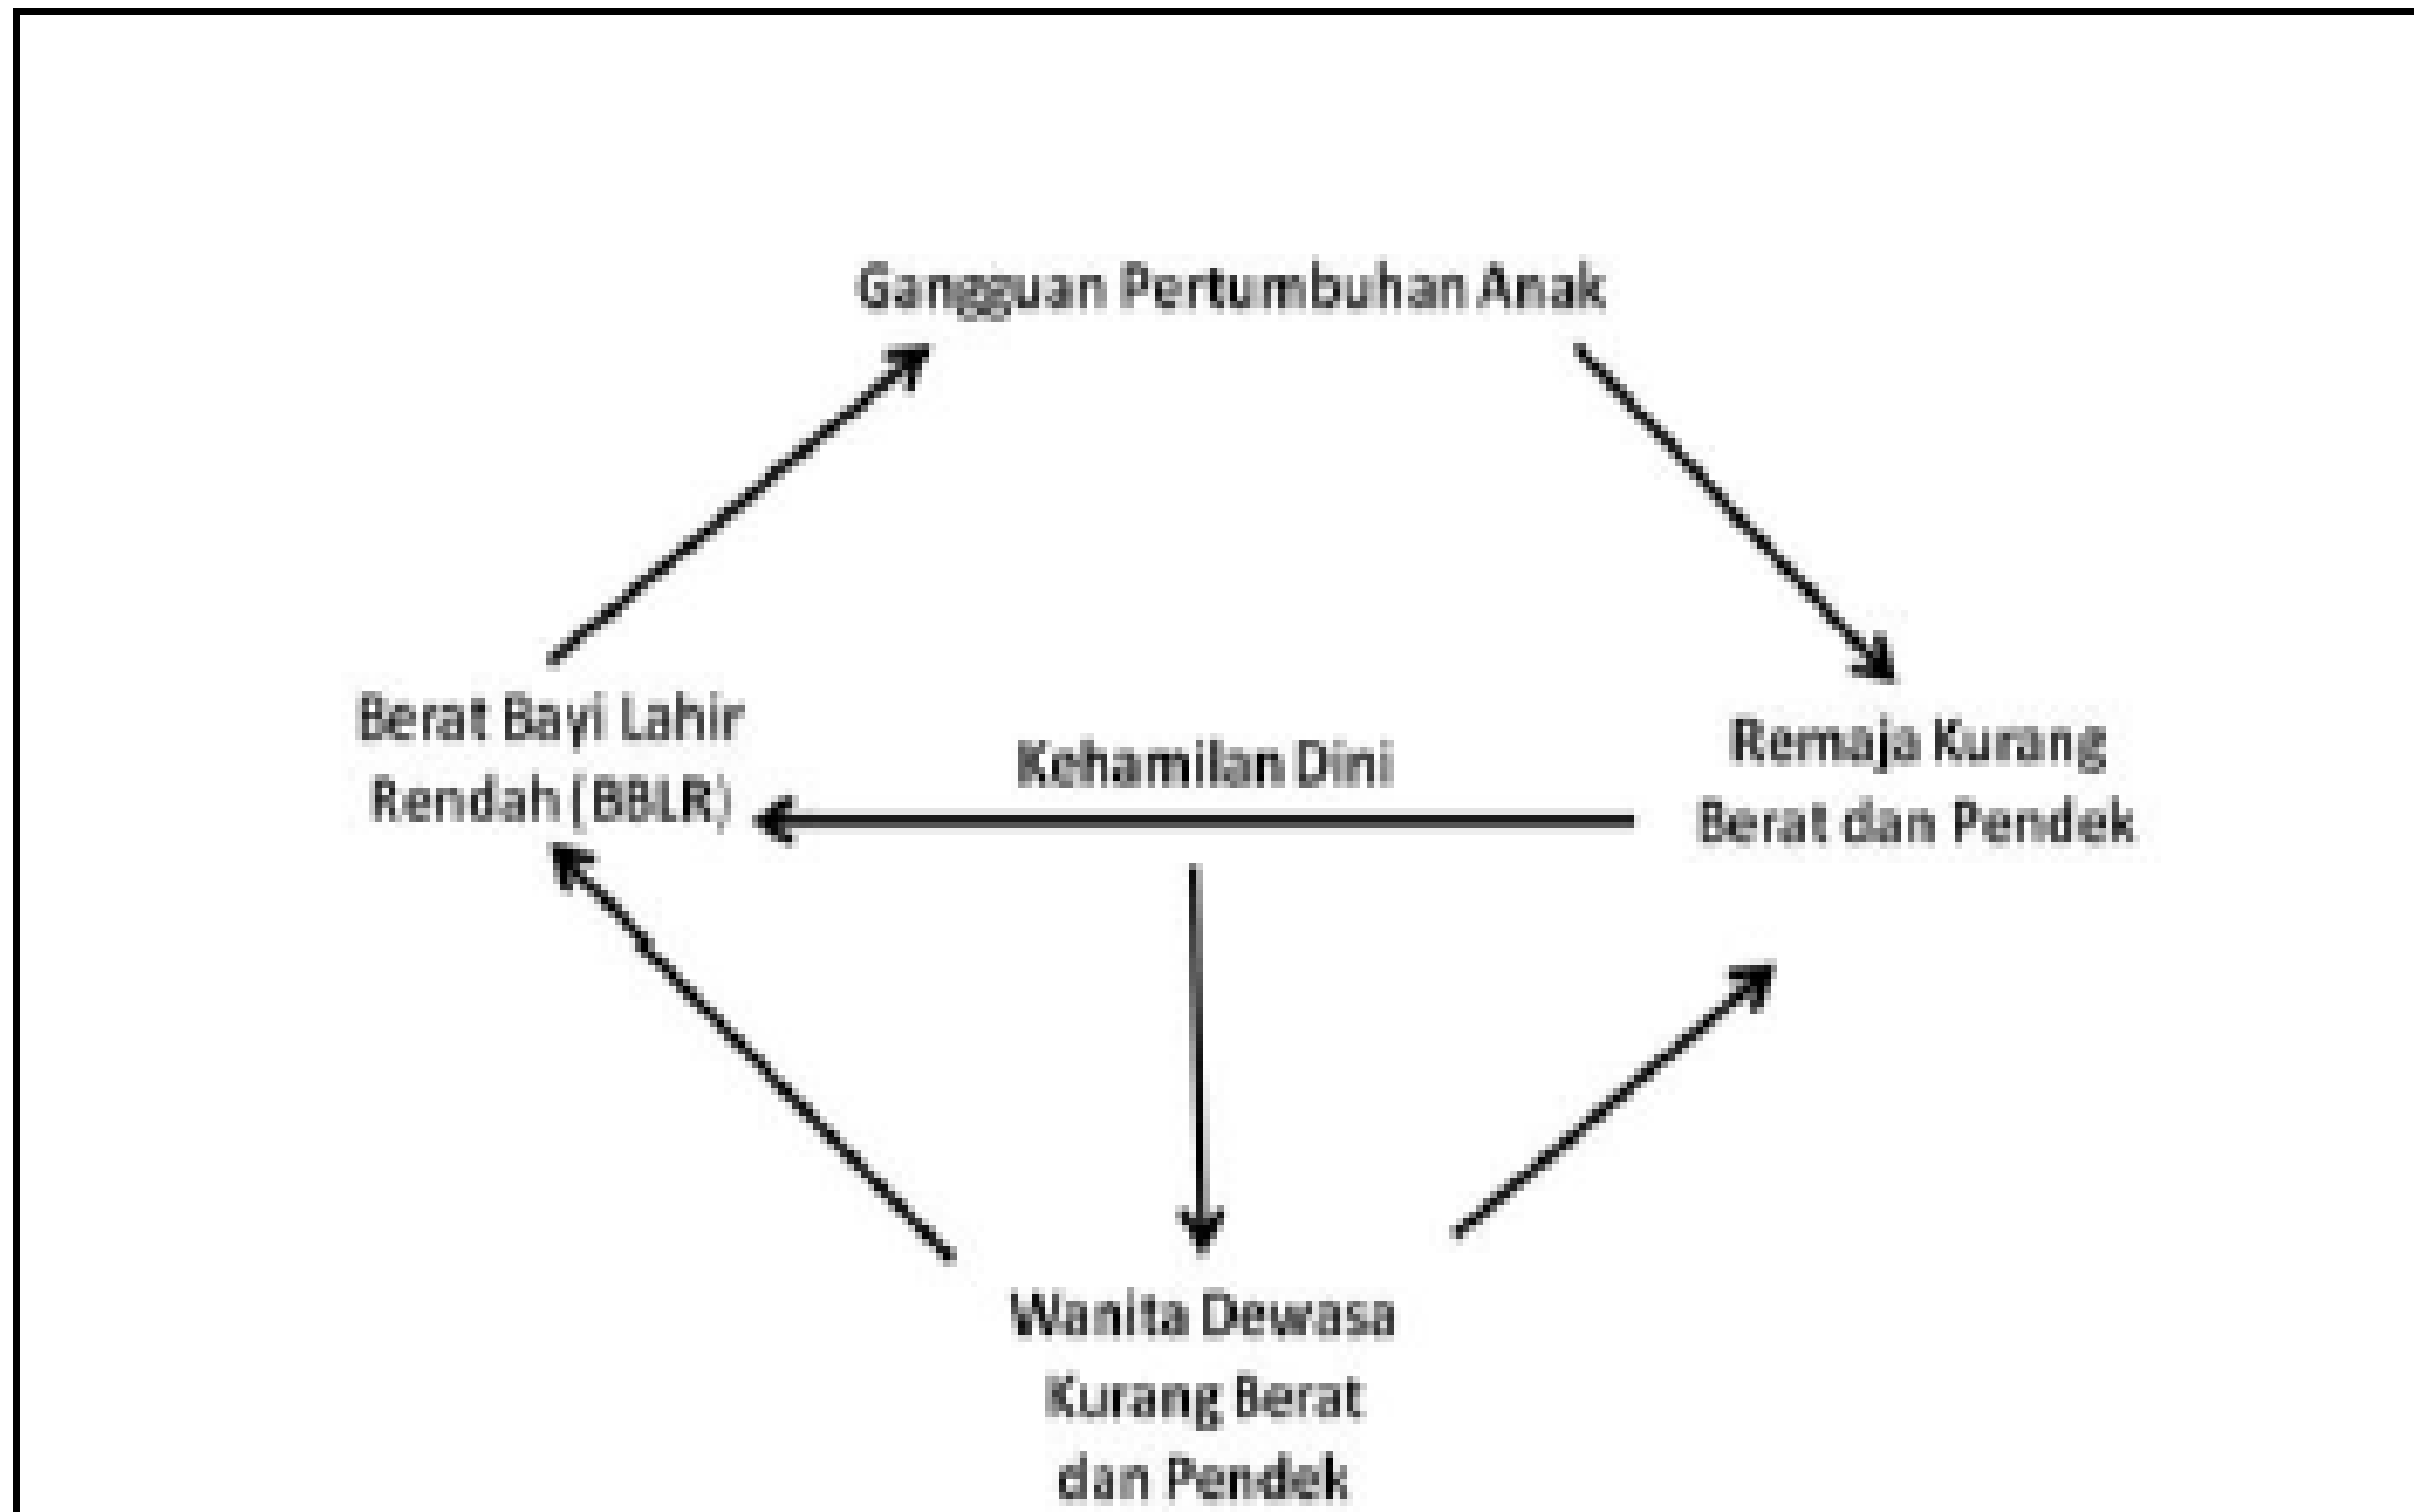 Gangguan Pertumbuhan Anak
Berat Bayi Lahir
Rendah (BBLR)
Kehamilan Dini
Remaja Kurang
Berat dan Pendek
Wanita Dewasa
Kurang Berat
dan Pendek